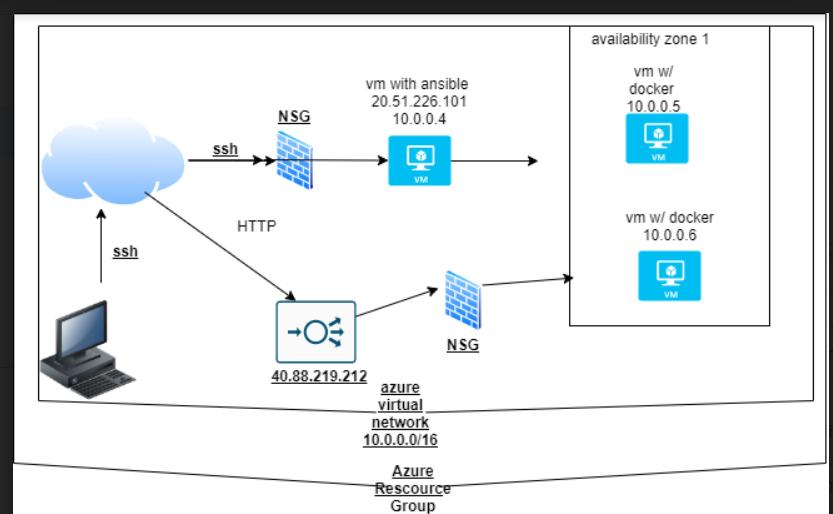 availability zone 1
vm w/
docker
10.0.0.5
VM
vm with ansible
20.51.226.101
10.0.0.4
VM
NSG
ssh
vm w/ docker
10.0.0.6
VM
HTTP
ssh
NSG
40.88.219.212
azure
virtual
network
10.0.0.0/16
Azure
Rescource
Group